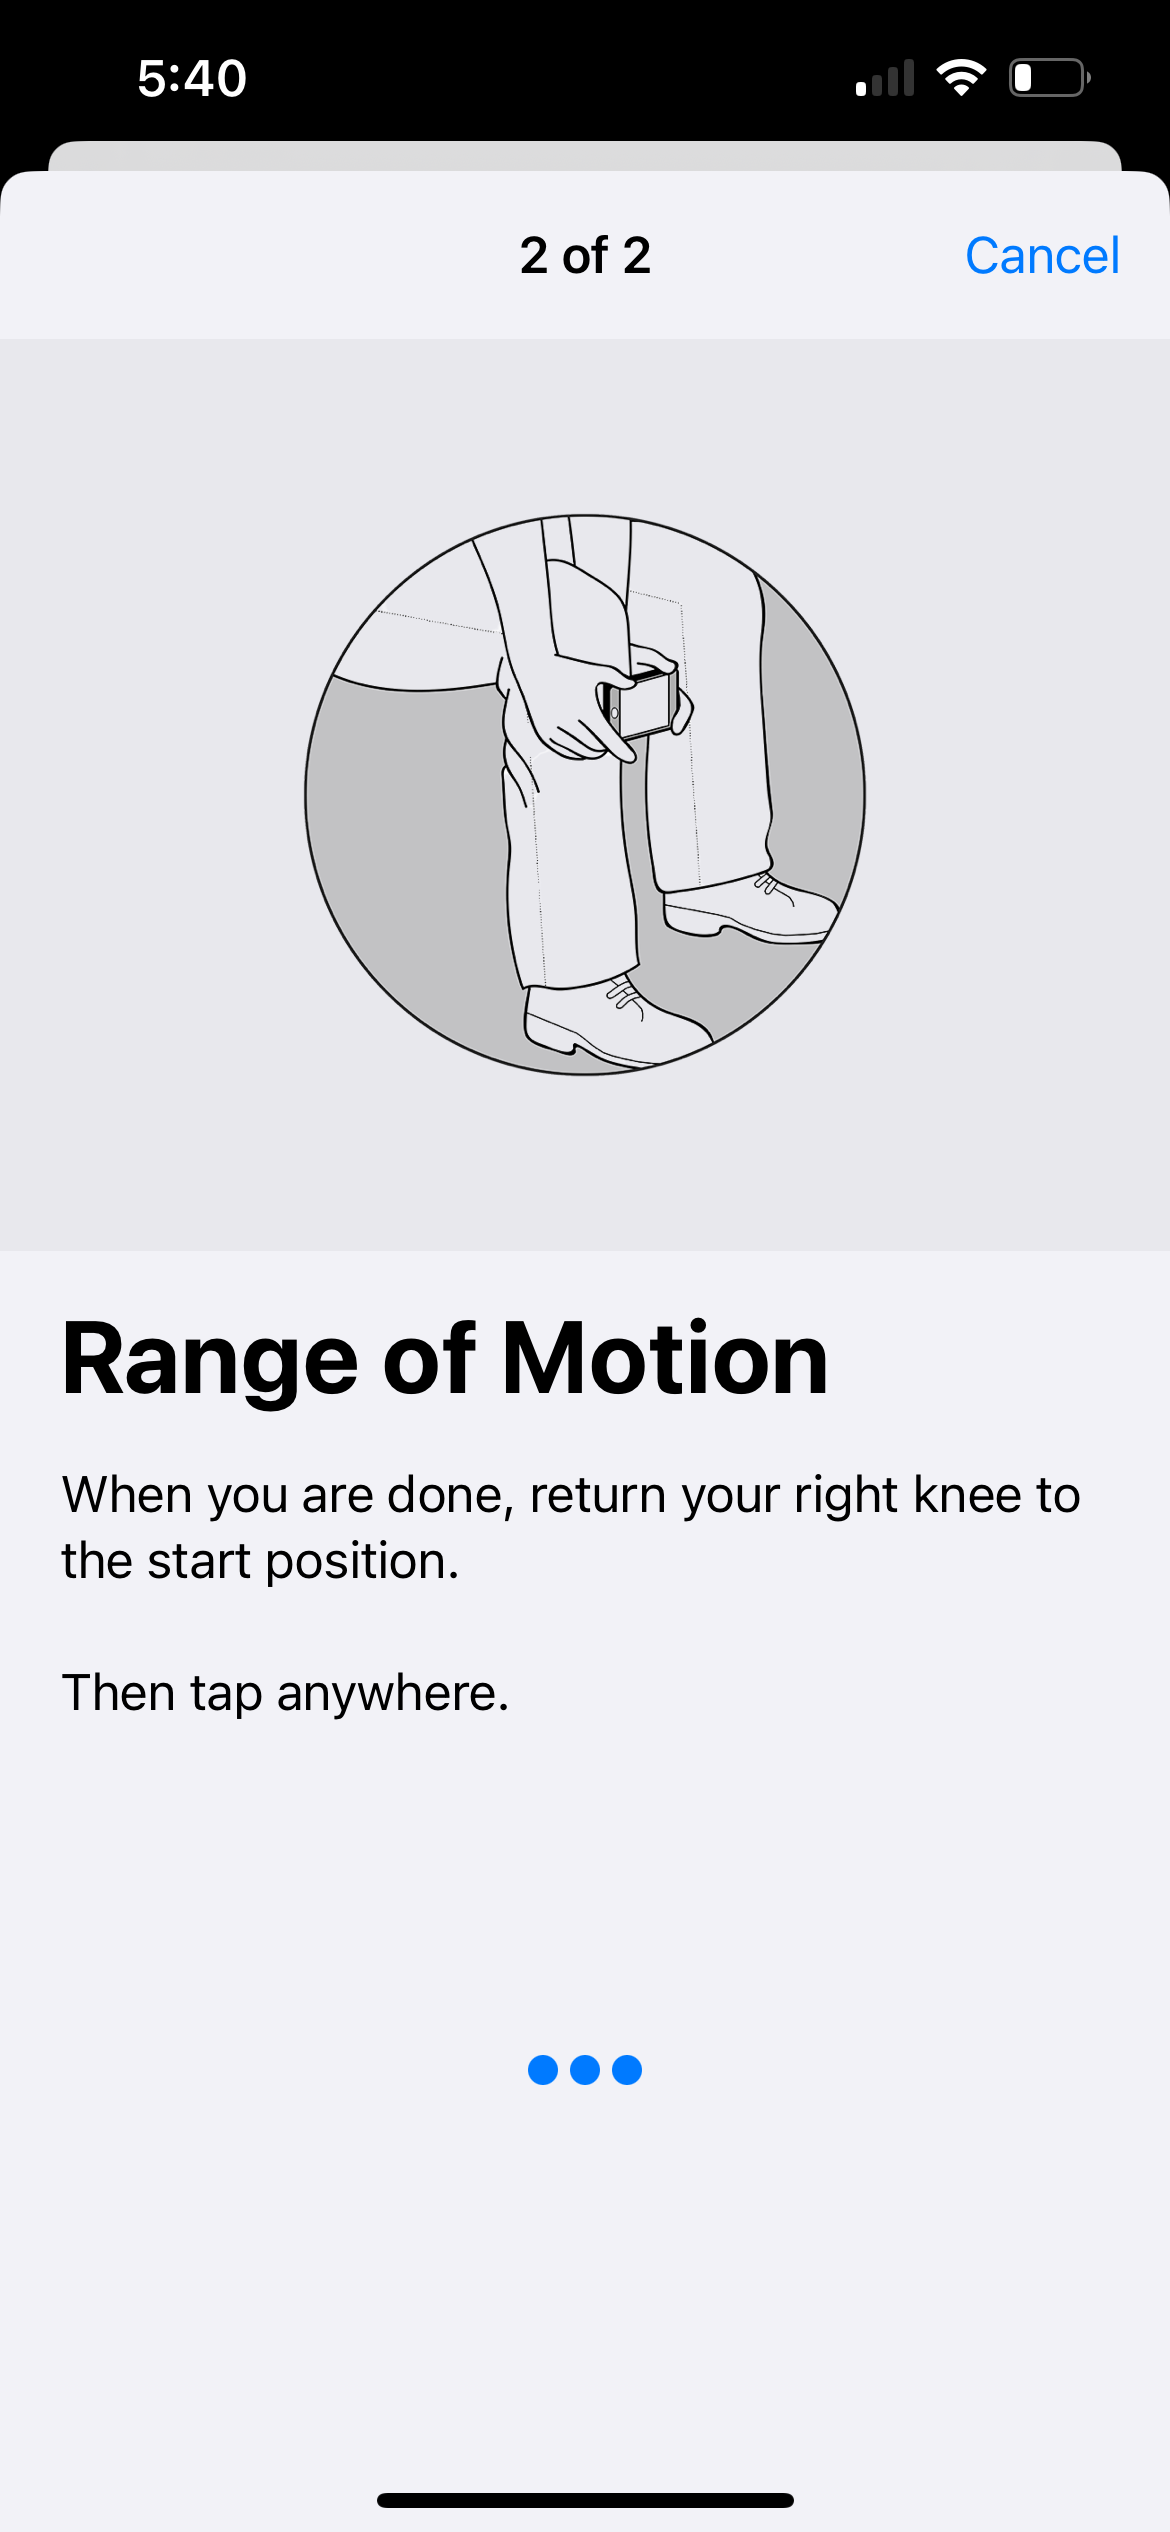 5:40
2 of 2
Cancel
Range of Motion
When you are done, return your right knee to
the start position.
Then tap anywhere.